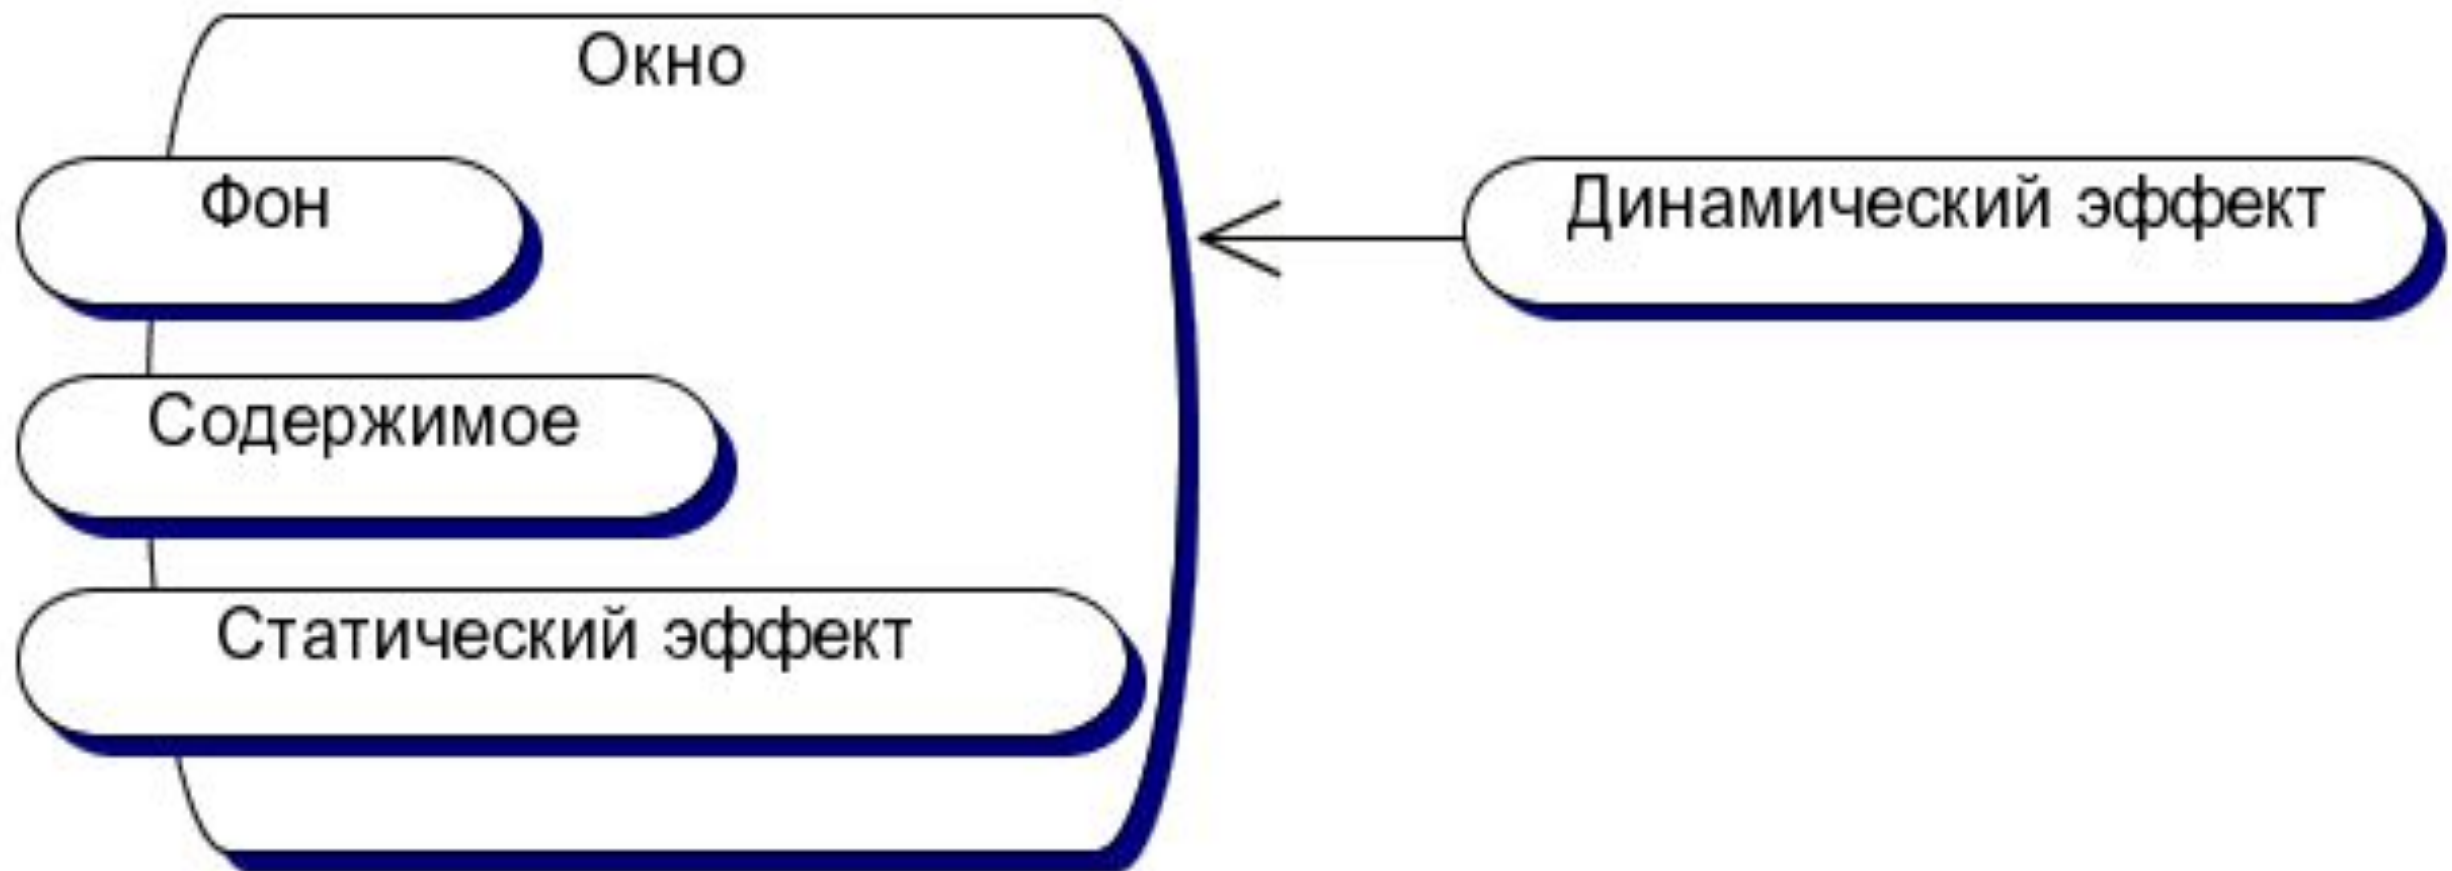 Окно
Фон
Динамический эффект
Содержимое
Статический эффект